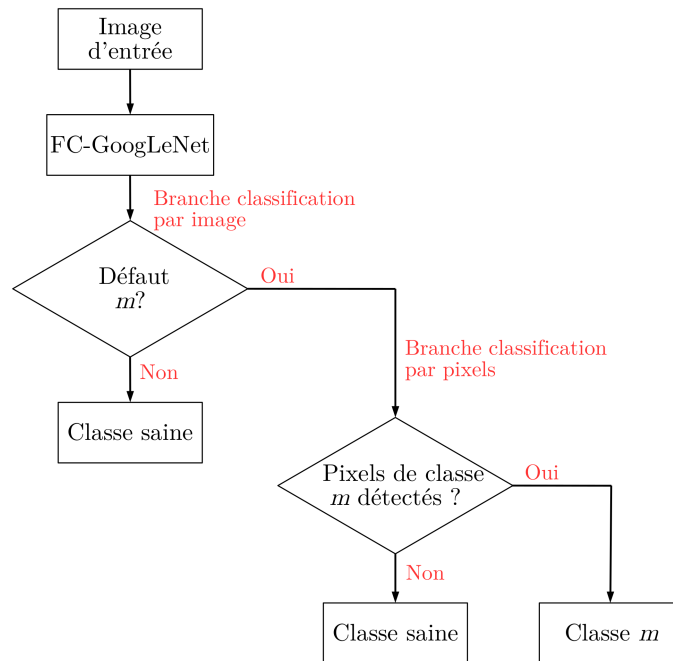 Image
d'entrée
FC-GoogLeNet
Branche classification
par image
Défaut
m?
Oui
Non
Branche classification
par pixels
Classe saine
Pixels de classe
m détectés ?
Oui
Non
Classe saine
Classe m